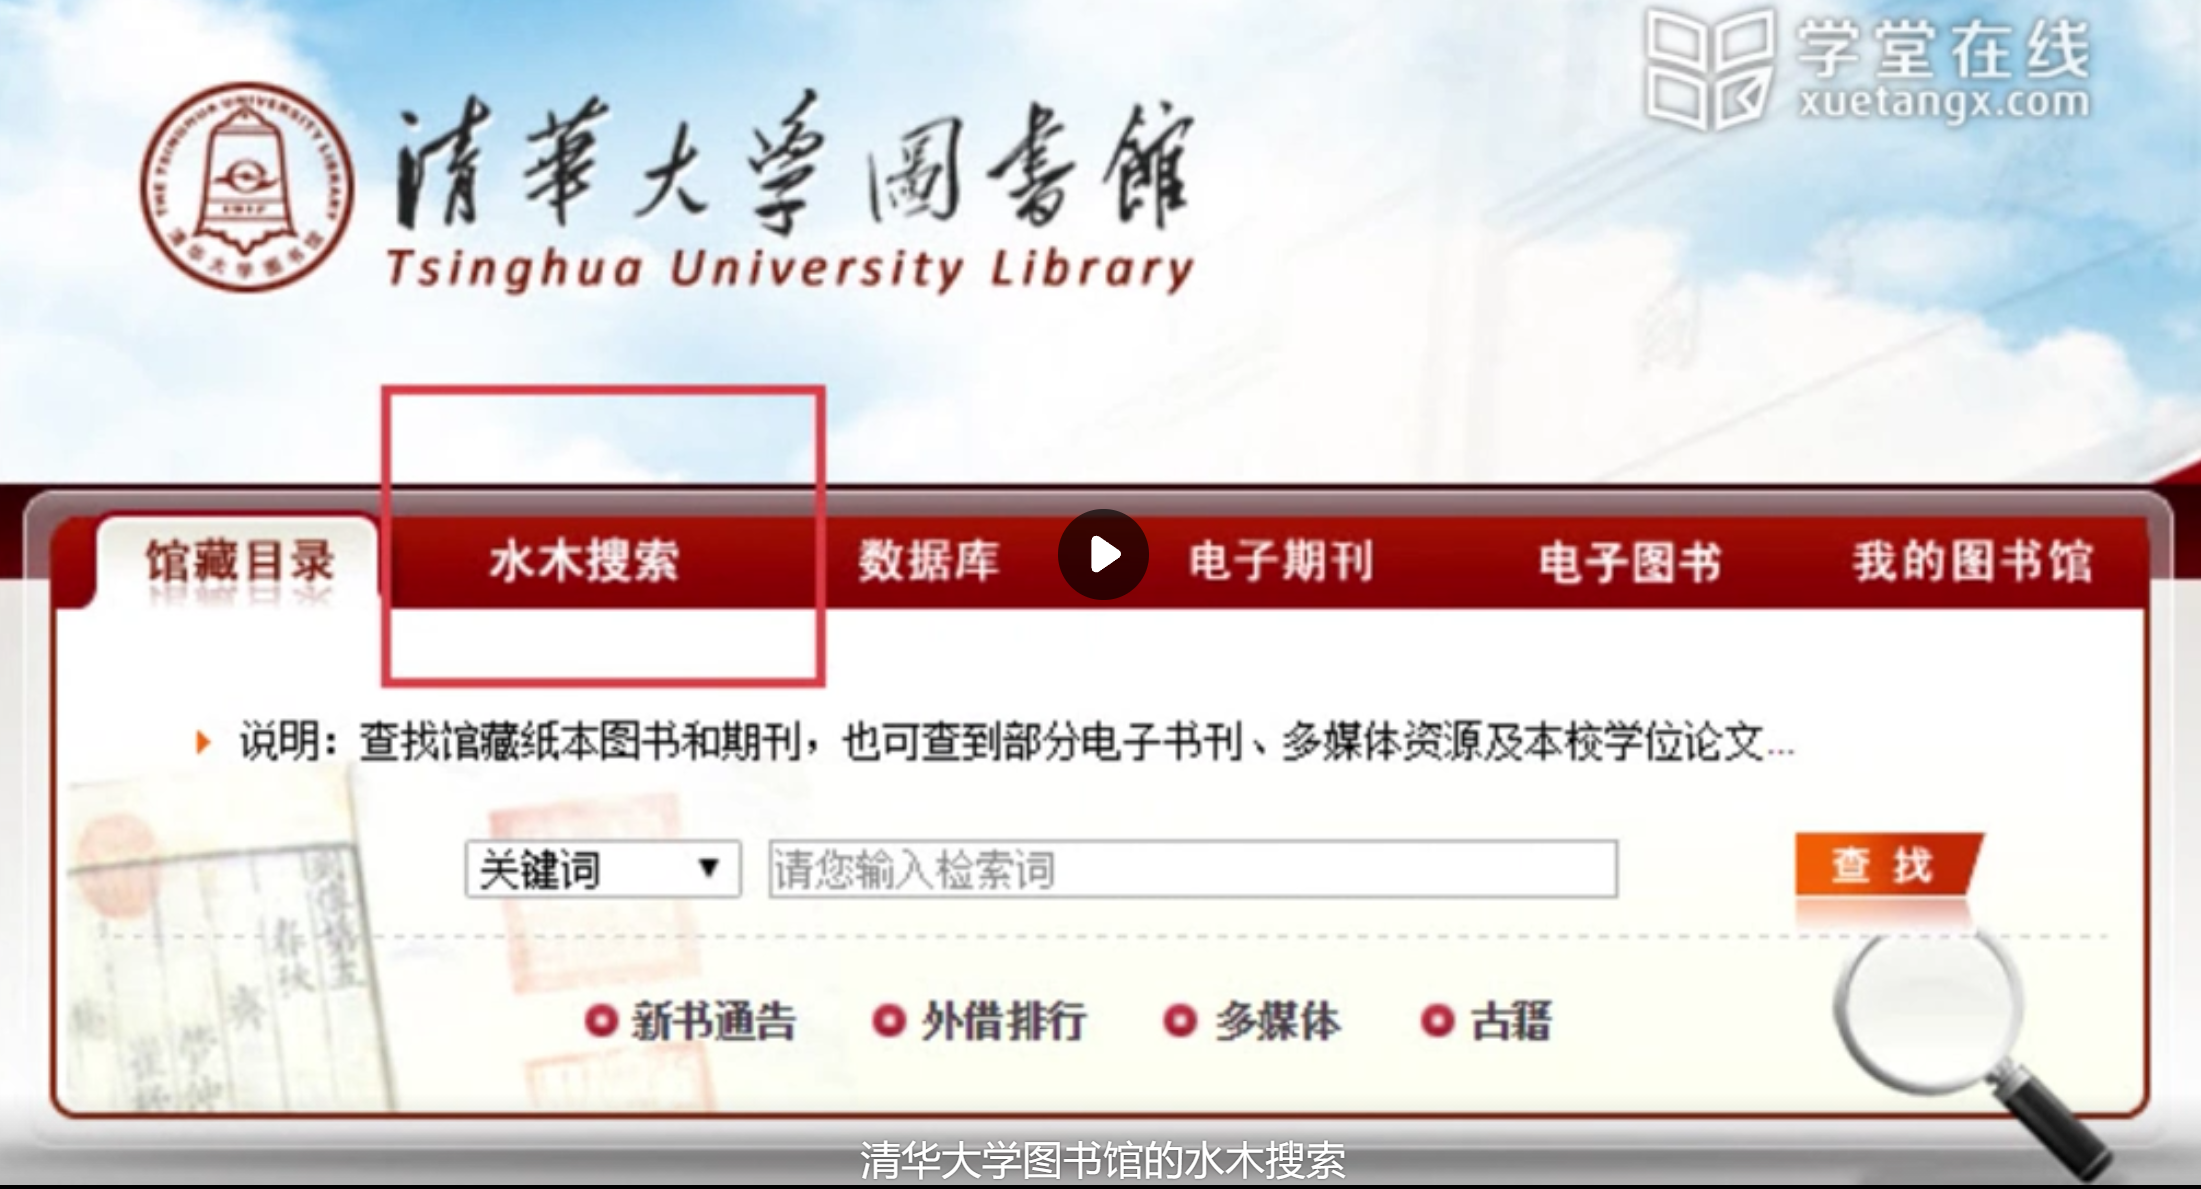 学堂在线
xuetangx.com
THE TSINGHUA UNIVERSITY LIBRARY
清华大学图书馆
清華大学圖書館
Tsinghua University Library
馆藏目录 水木搜索 数据库 电子期刊 电子图书 我的图书馆
说明：查找馆藏纸本图书和期刊，也可查到部分电子书刊、多媒体资源及本校学位论文...
关键词 请您输入检索词 查 找
新书通告 外借排行 多媒体 古籍
清华大学图书馆的水木搜索